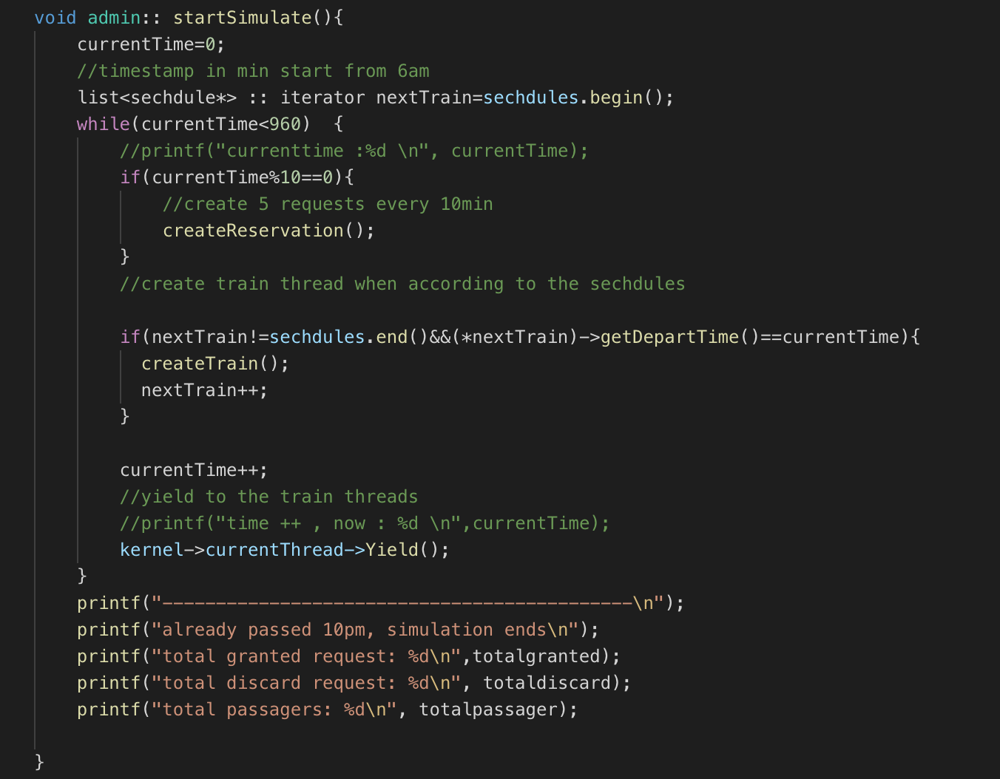 void admin:: startSimulate(){
currentTime=0;
//timestamp in min start from 6am
list<sechdule*> :: iterator nextTrain=sechdules.begin();
while(currentTime<960)  {
//printf("currenttime :%d \n", currentTime);
if(currentTime%10==0){
//create 5 requests every 10min
createReservation();
}
//create train thread when according to the sechdules
if(nextTrain!=sechdules.end()&&(*nextTrain)->getDepartTime()==currentTime){
createTrain();
nextTrain++;
}
currentTime++;
//yield to the train threads
//printf("time ++ , now : %d \n",currentTime);
kernel->currentThread->Yield();
}
printf("--------------------------------------------\n");
printf("already passed 10pm, simulation ends\n");
printf("total granted request: %d\n",totalgranted);
printf("total discard request: %d\n", totaldiscard);
printf("total passagers: %d\n", totalpassager);
}